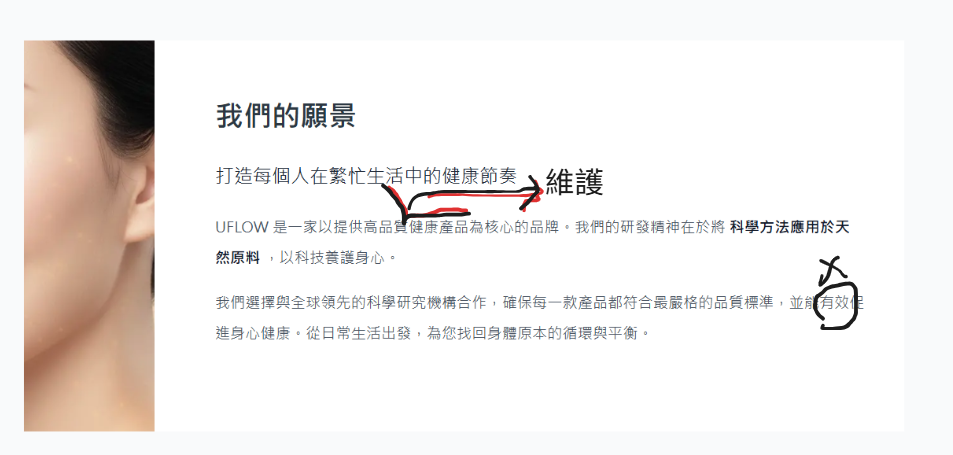 我們的願景
打造每個人在繁忙生活中的健康節奏
維護
UFLOW 是一家以提供高品質健康產品為核心的品牌。我們的研發精神在於將 科學方法應用於天
然原料 ，以科技養護身心。
我們選擇與全球領先的科學研究機構合作，確保每一款產品都符合最嚴格的品質標準，並能有效促
進身心健康。從日常生活出發，為您找回身體原本的循環與平衡。